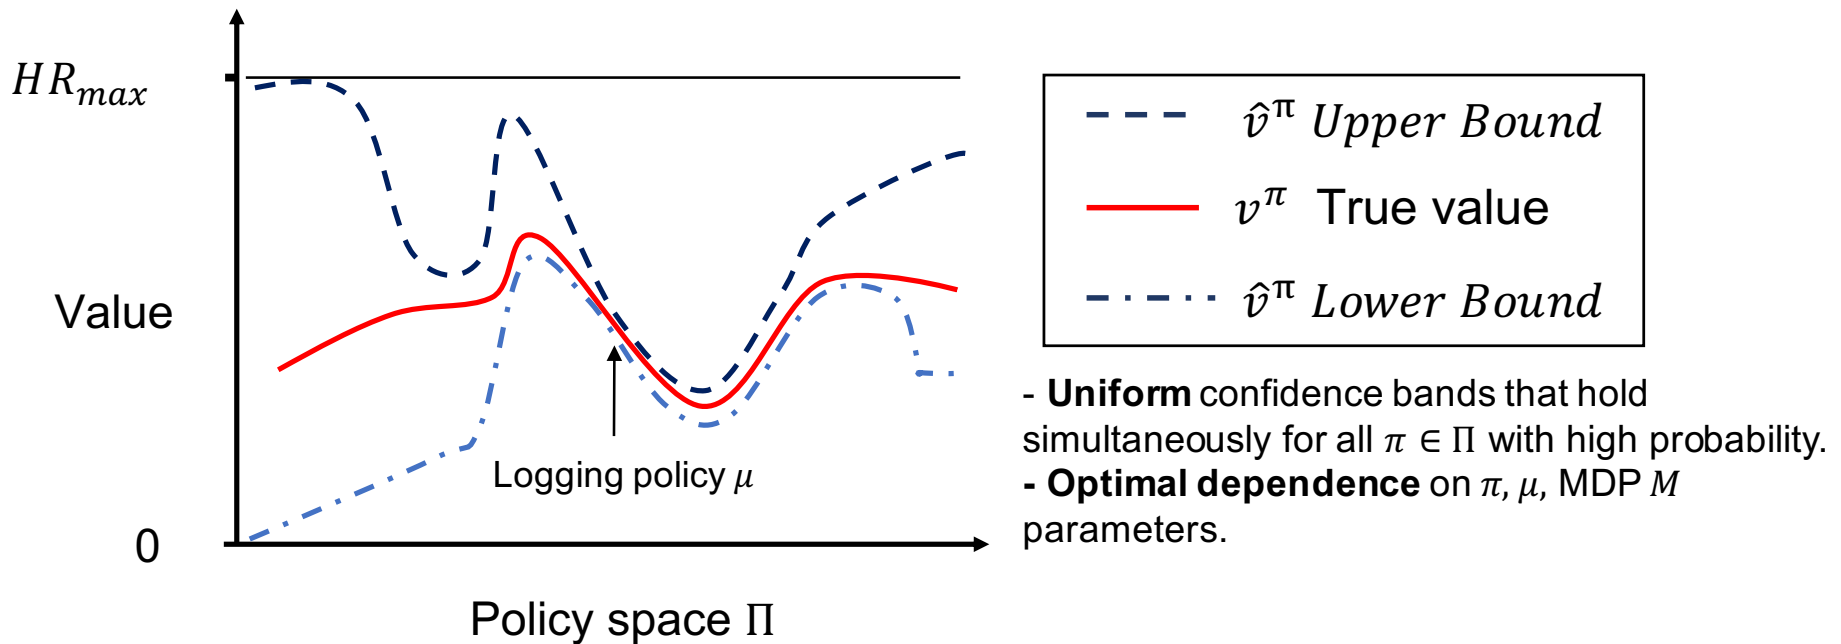 HR_max
Value
0
Logging policy μ
Policy space Π
v̂^π Upper Bound
v^π True value
v̂^π Lower Bound
- Uniform confidence bands that hold
simultaneously for all π ∈ Π with high probability.
- Optimal dependence on π, μ, MDP M
parameters.